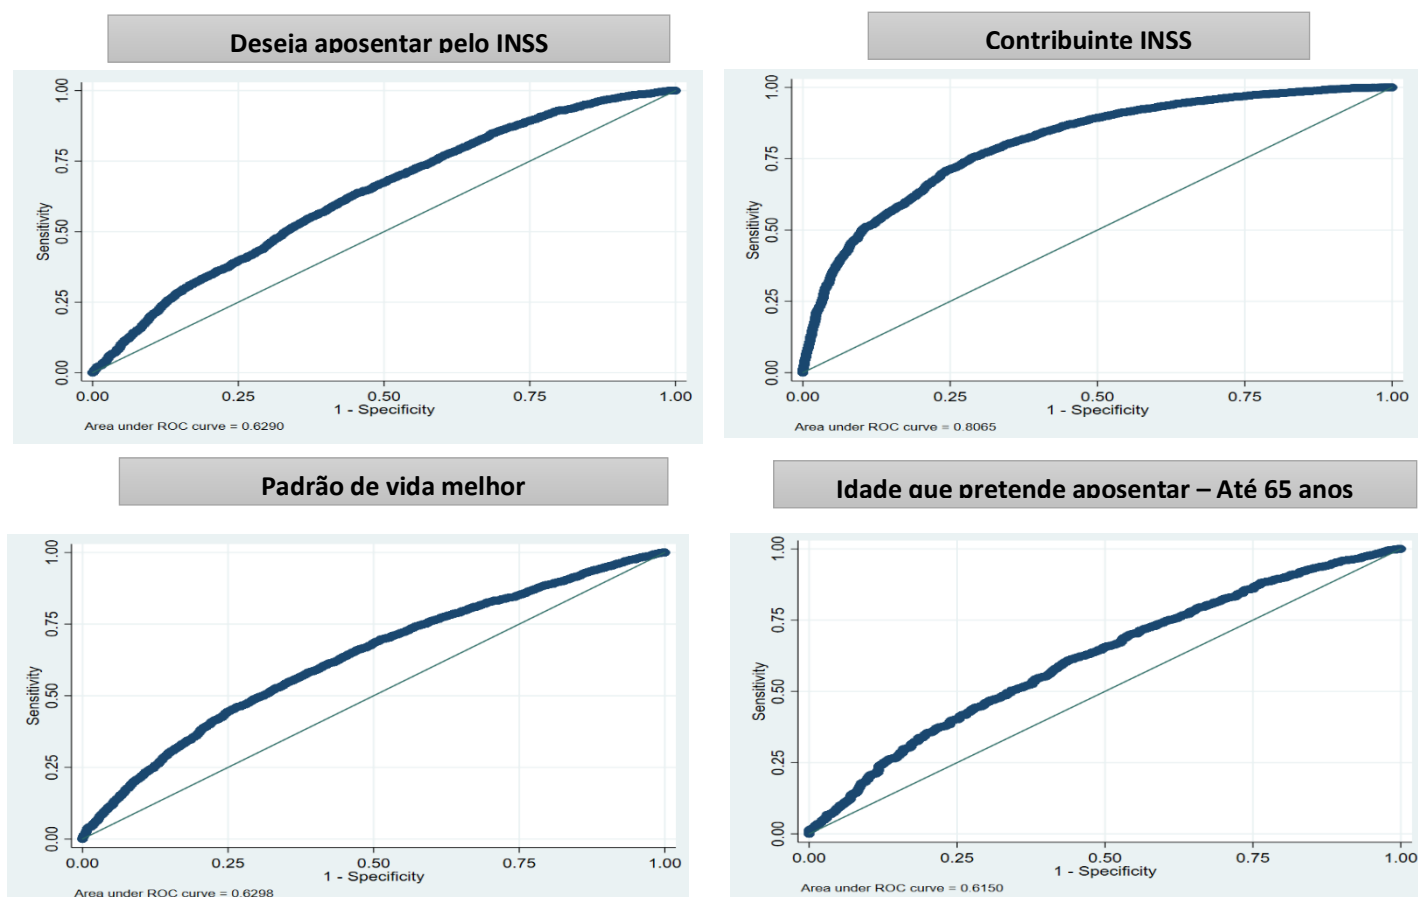 Deseja aposentar pelo INSS
1.00
0.75
0.50
0.25
0.00
Sensitivity
0.00 0.25 0.50 0.75 1.00
1 - Specificity
Area under ROC curve = 0.6290
Contribuinte INSS
1.00
0.75
0.50
0.25
0.00
Sensitivity
0.00 0.25 0.50 0.75 1.00
1 - Specificity
Area under ROC curve = 0.8065
Padrão de vida melhor
1.00
0.75
0.50
0.25
0.00
Sensitivity
0.00 0.25 0.50 0.75 1.00
1 - Specificity
Area under ROC curve = 0.6298
Idade que pretende aposentar – Até 65 anos
1.00
0.75
0.50
0.25
0.00
Sensitivity
0.00 0.25 0.50 0.75 1.00
1 - Specificity
Area under ROC curve = 0.6150